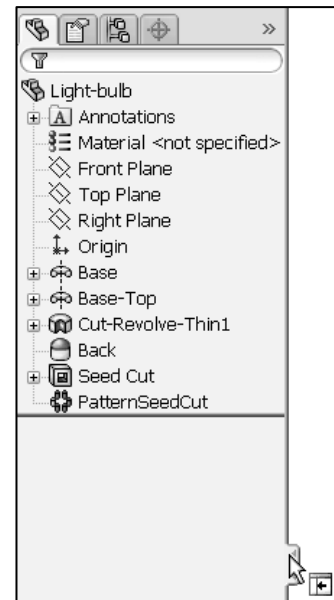 Light-bulb
Annotations
Material <not specified>
Front Plane
Top Plane
Right Plane
Origin
Base
Base-Top
Cut-Revolve-Thin1
Back
Seed Cut
PatternSeedCut